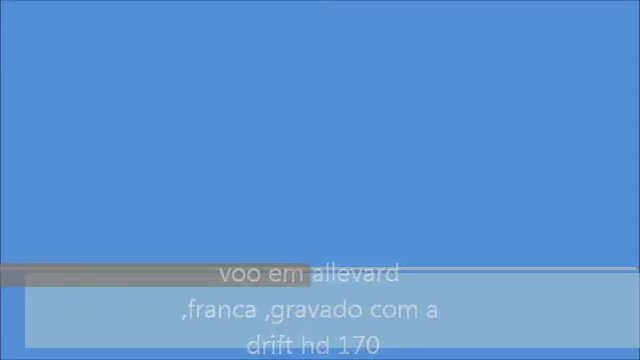 voo em allevard
,franca ,gravado com a
drift hd 170